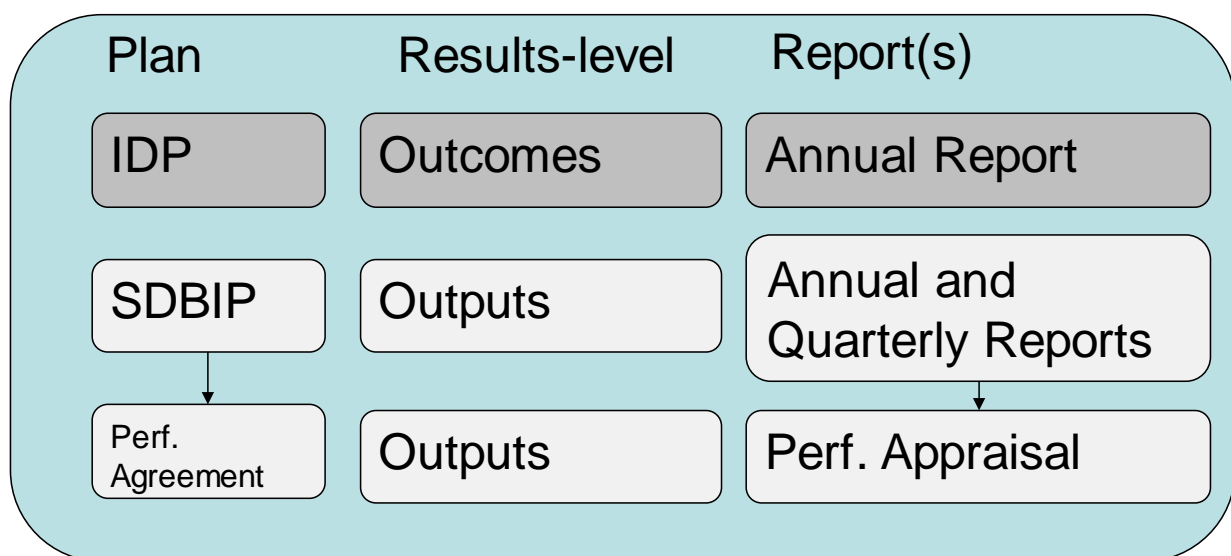 Plan
Results-level
Report(s)
IDP
Outcomes
Annual Report
SDBIP
Outputs
Annual and
Quarterly Reports
Perf.
Agreement
Outputs
Perf. Appraisal